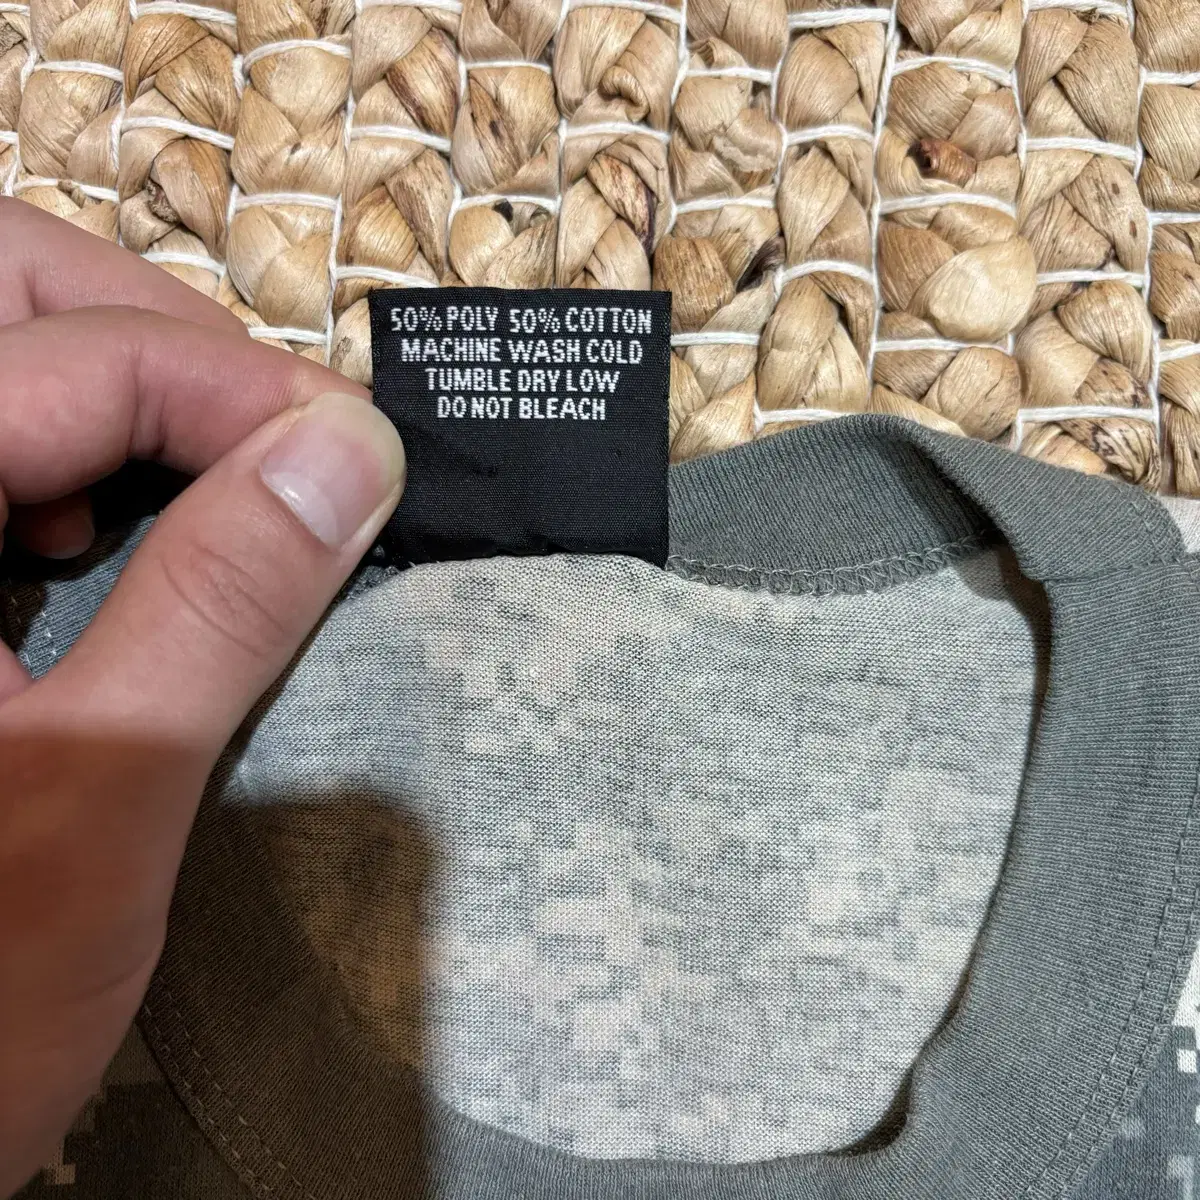 50% POLY 50% COTTON
MACHINE WASH COLD
TUMBLE DRY LOW
DO NOT BLEACH